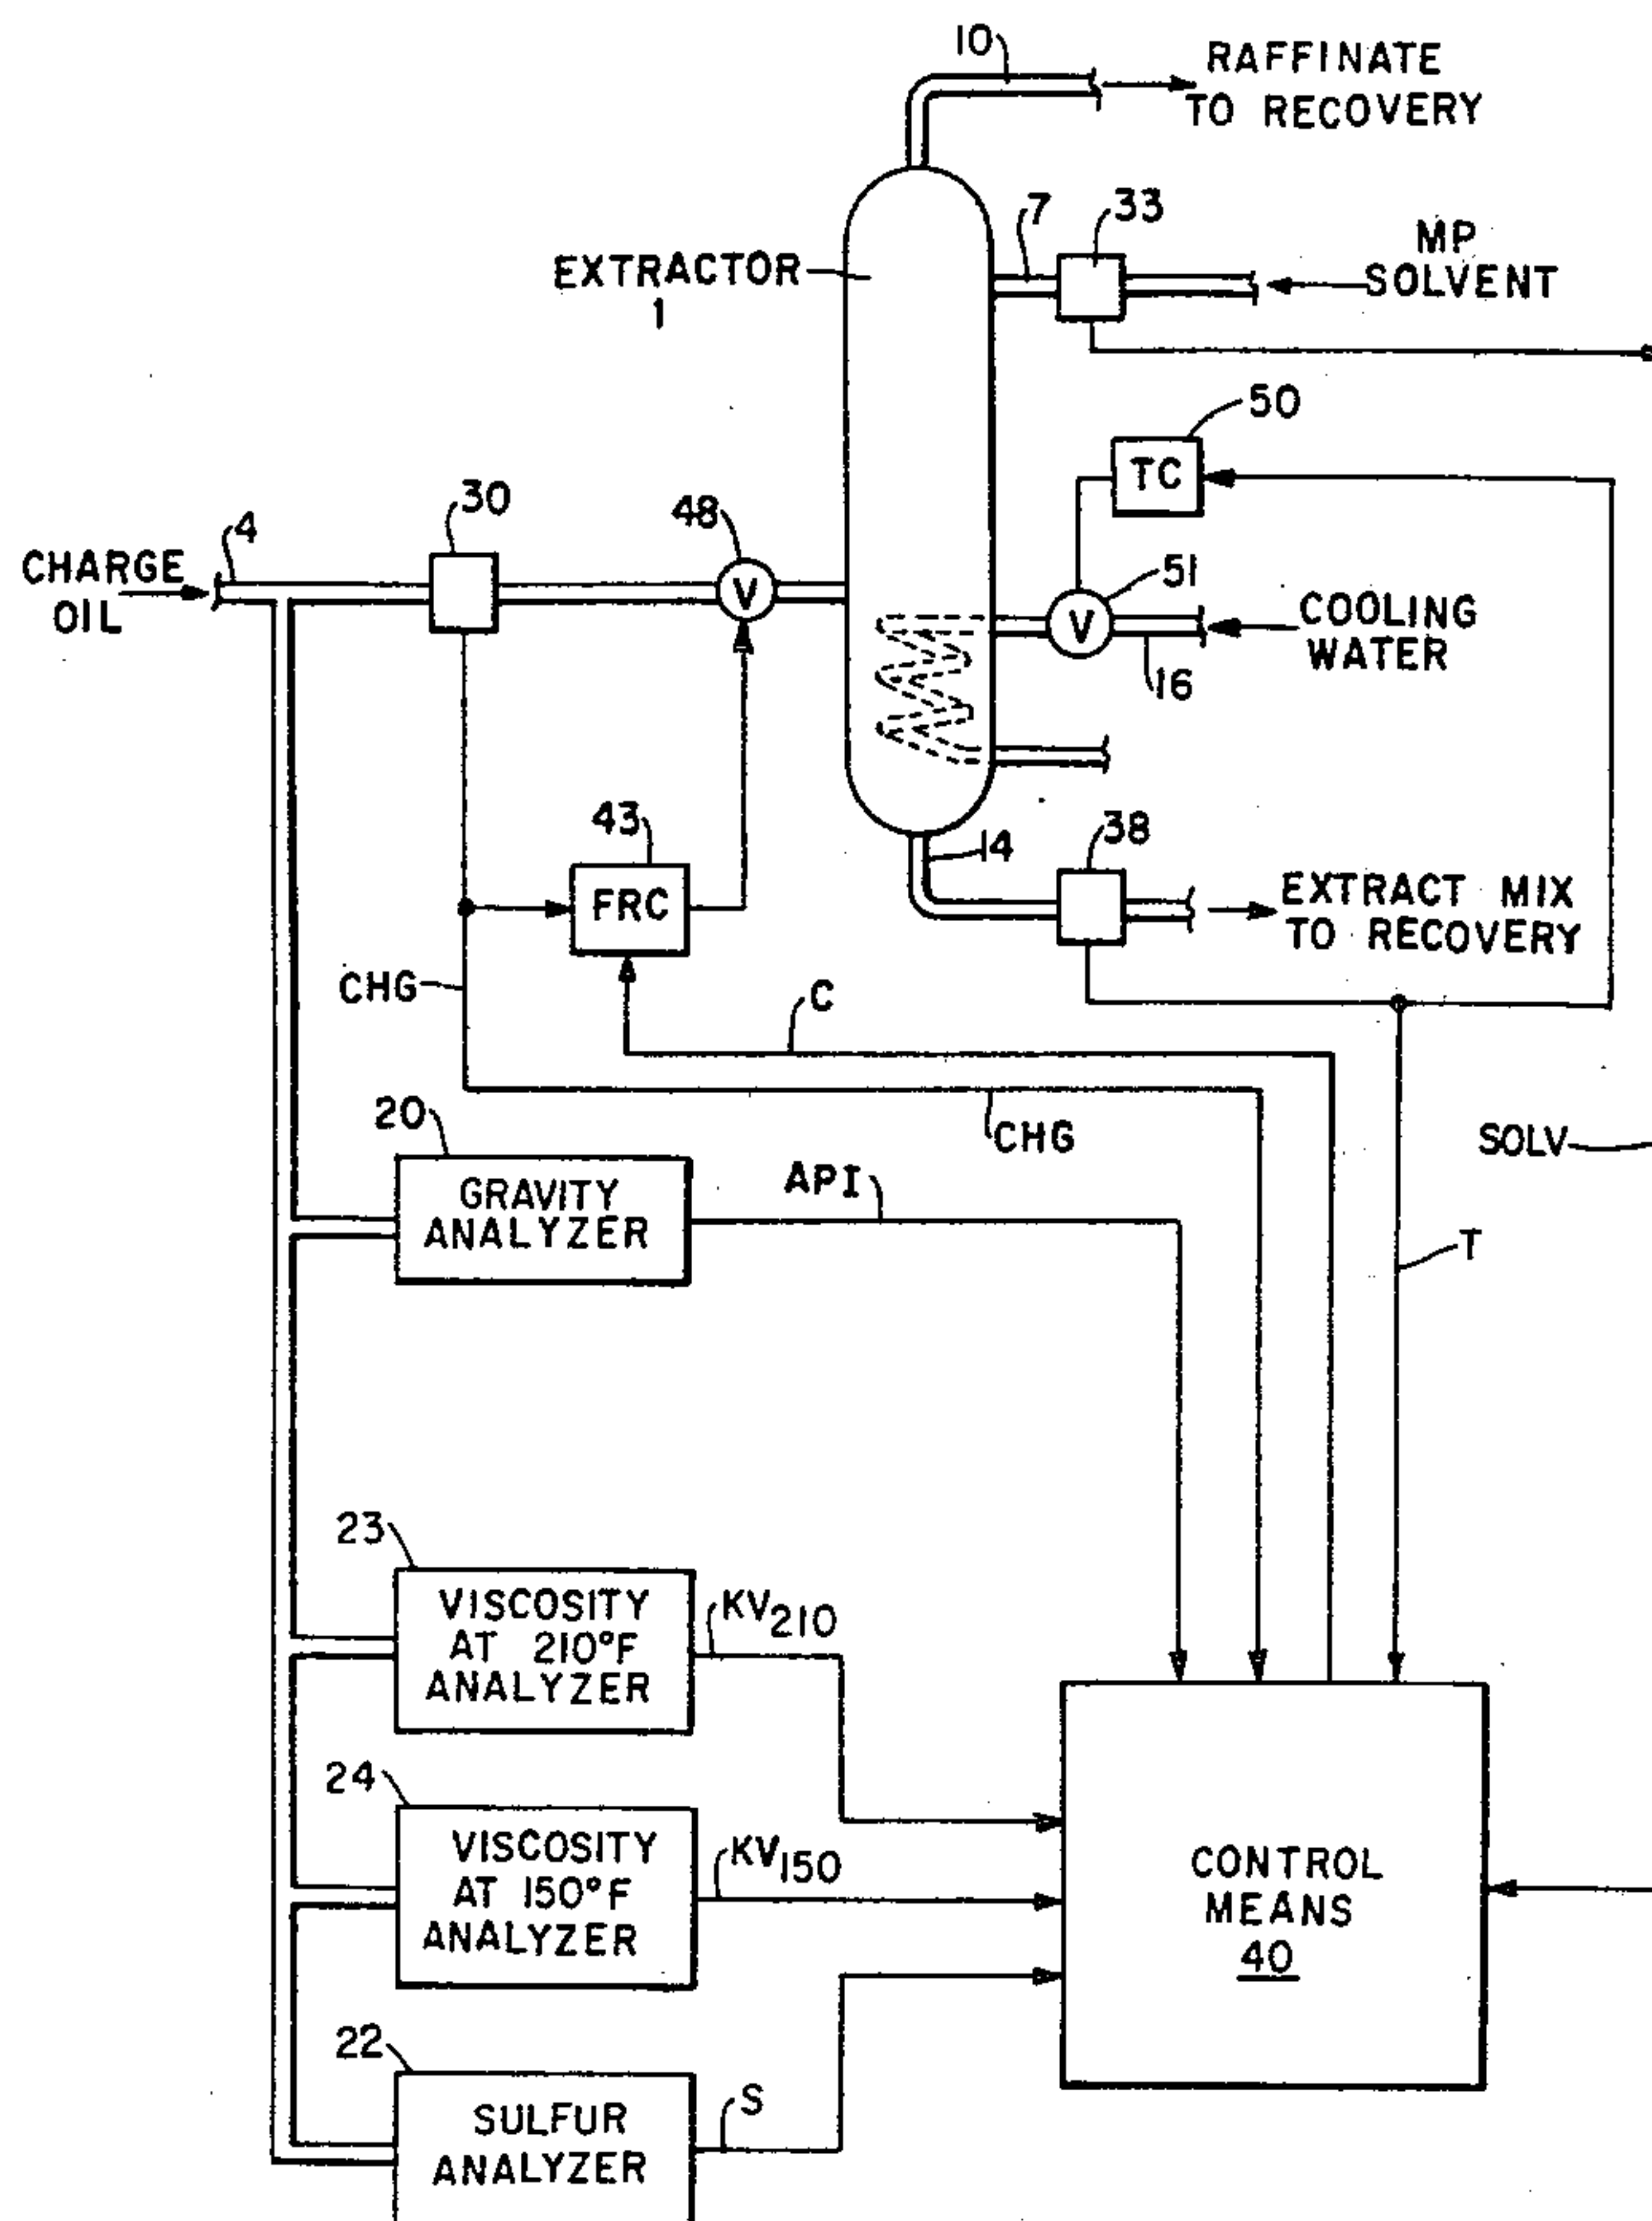 10
RAFFINATE
TO RECOVERY
7
33
MP
SOLVENT
EXTRACTOR
1
50
TC
30
48
4
CHARGE
OIL
V
51
V
COOLING
WATER
16
43
FRC
38
14
EXTRACT MIX
TO RECOVERY
CHG
C
20
CHG
SOLV
GRAVITY
ANALYZER
API
T
23
VISCOSITY
AT 210°F
ANALYZER
KV210
24
VISCOSITY
AT 150°F
ANALYZER
KV150
CONTROL
MEANS
40
22
SULFUR
ANALYZER
S